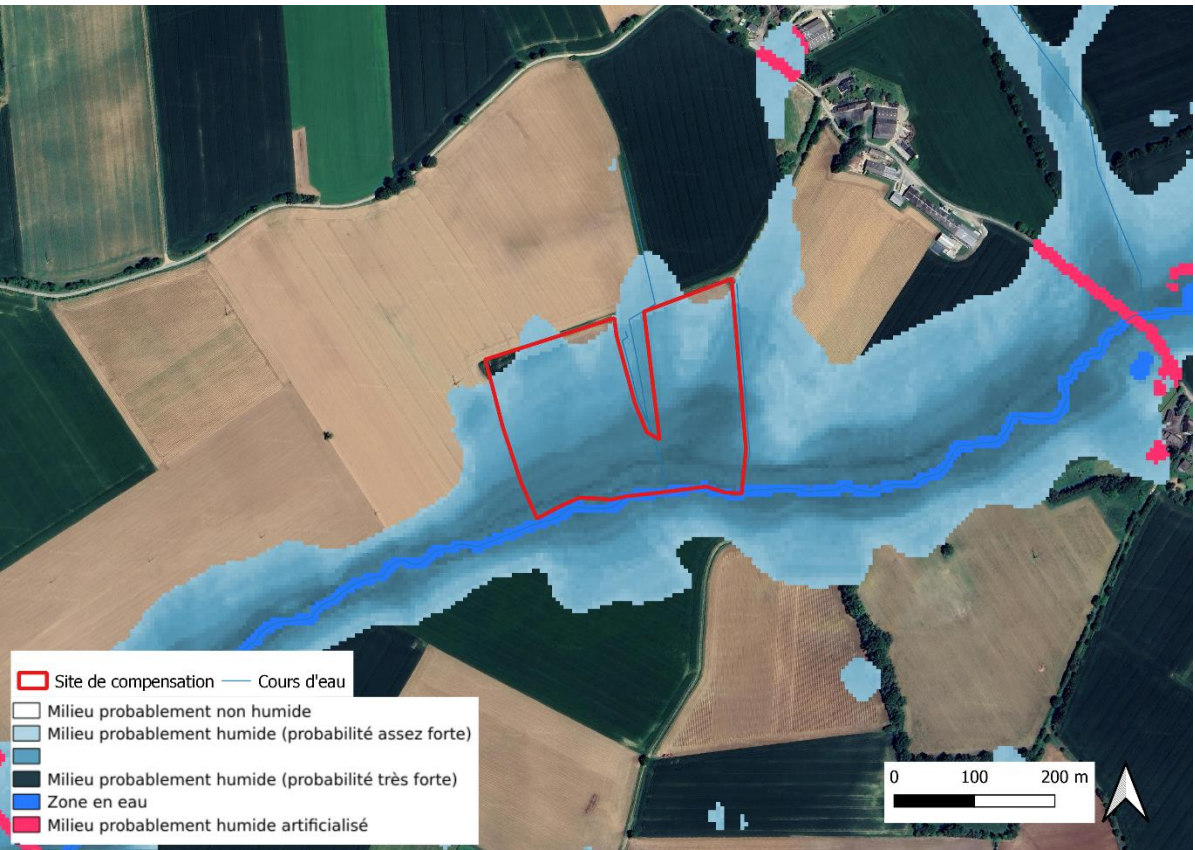 Site de compensation
Cours d'eau
Milieu probablement non humide
Milieu probablement humide (probabilité assez forte)
Milieu probablement humide (probabilité très forte)
Zone en eau
Milieu probablement humide artificialisé
0 100 200 m